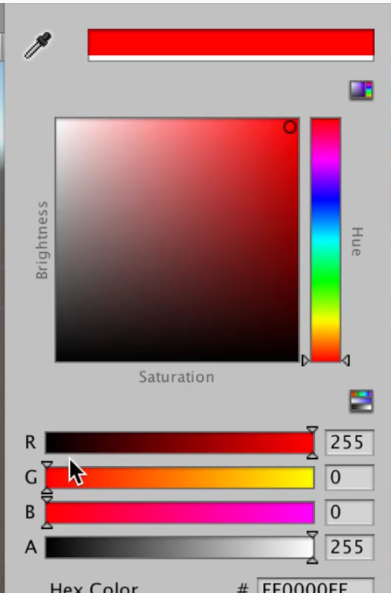 Brightness
Hue
Saturation
R 255
G 0
B 0
A 255
Hex Color # FF0000FF